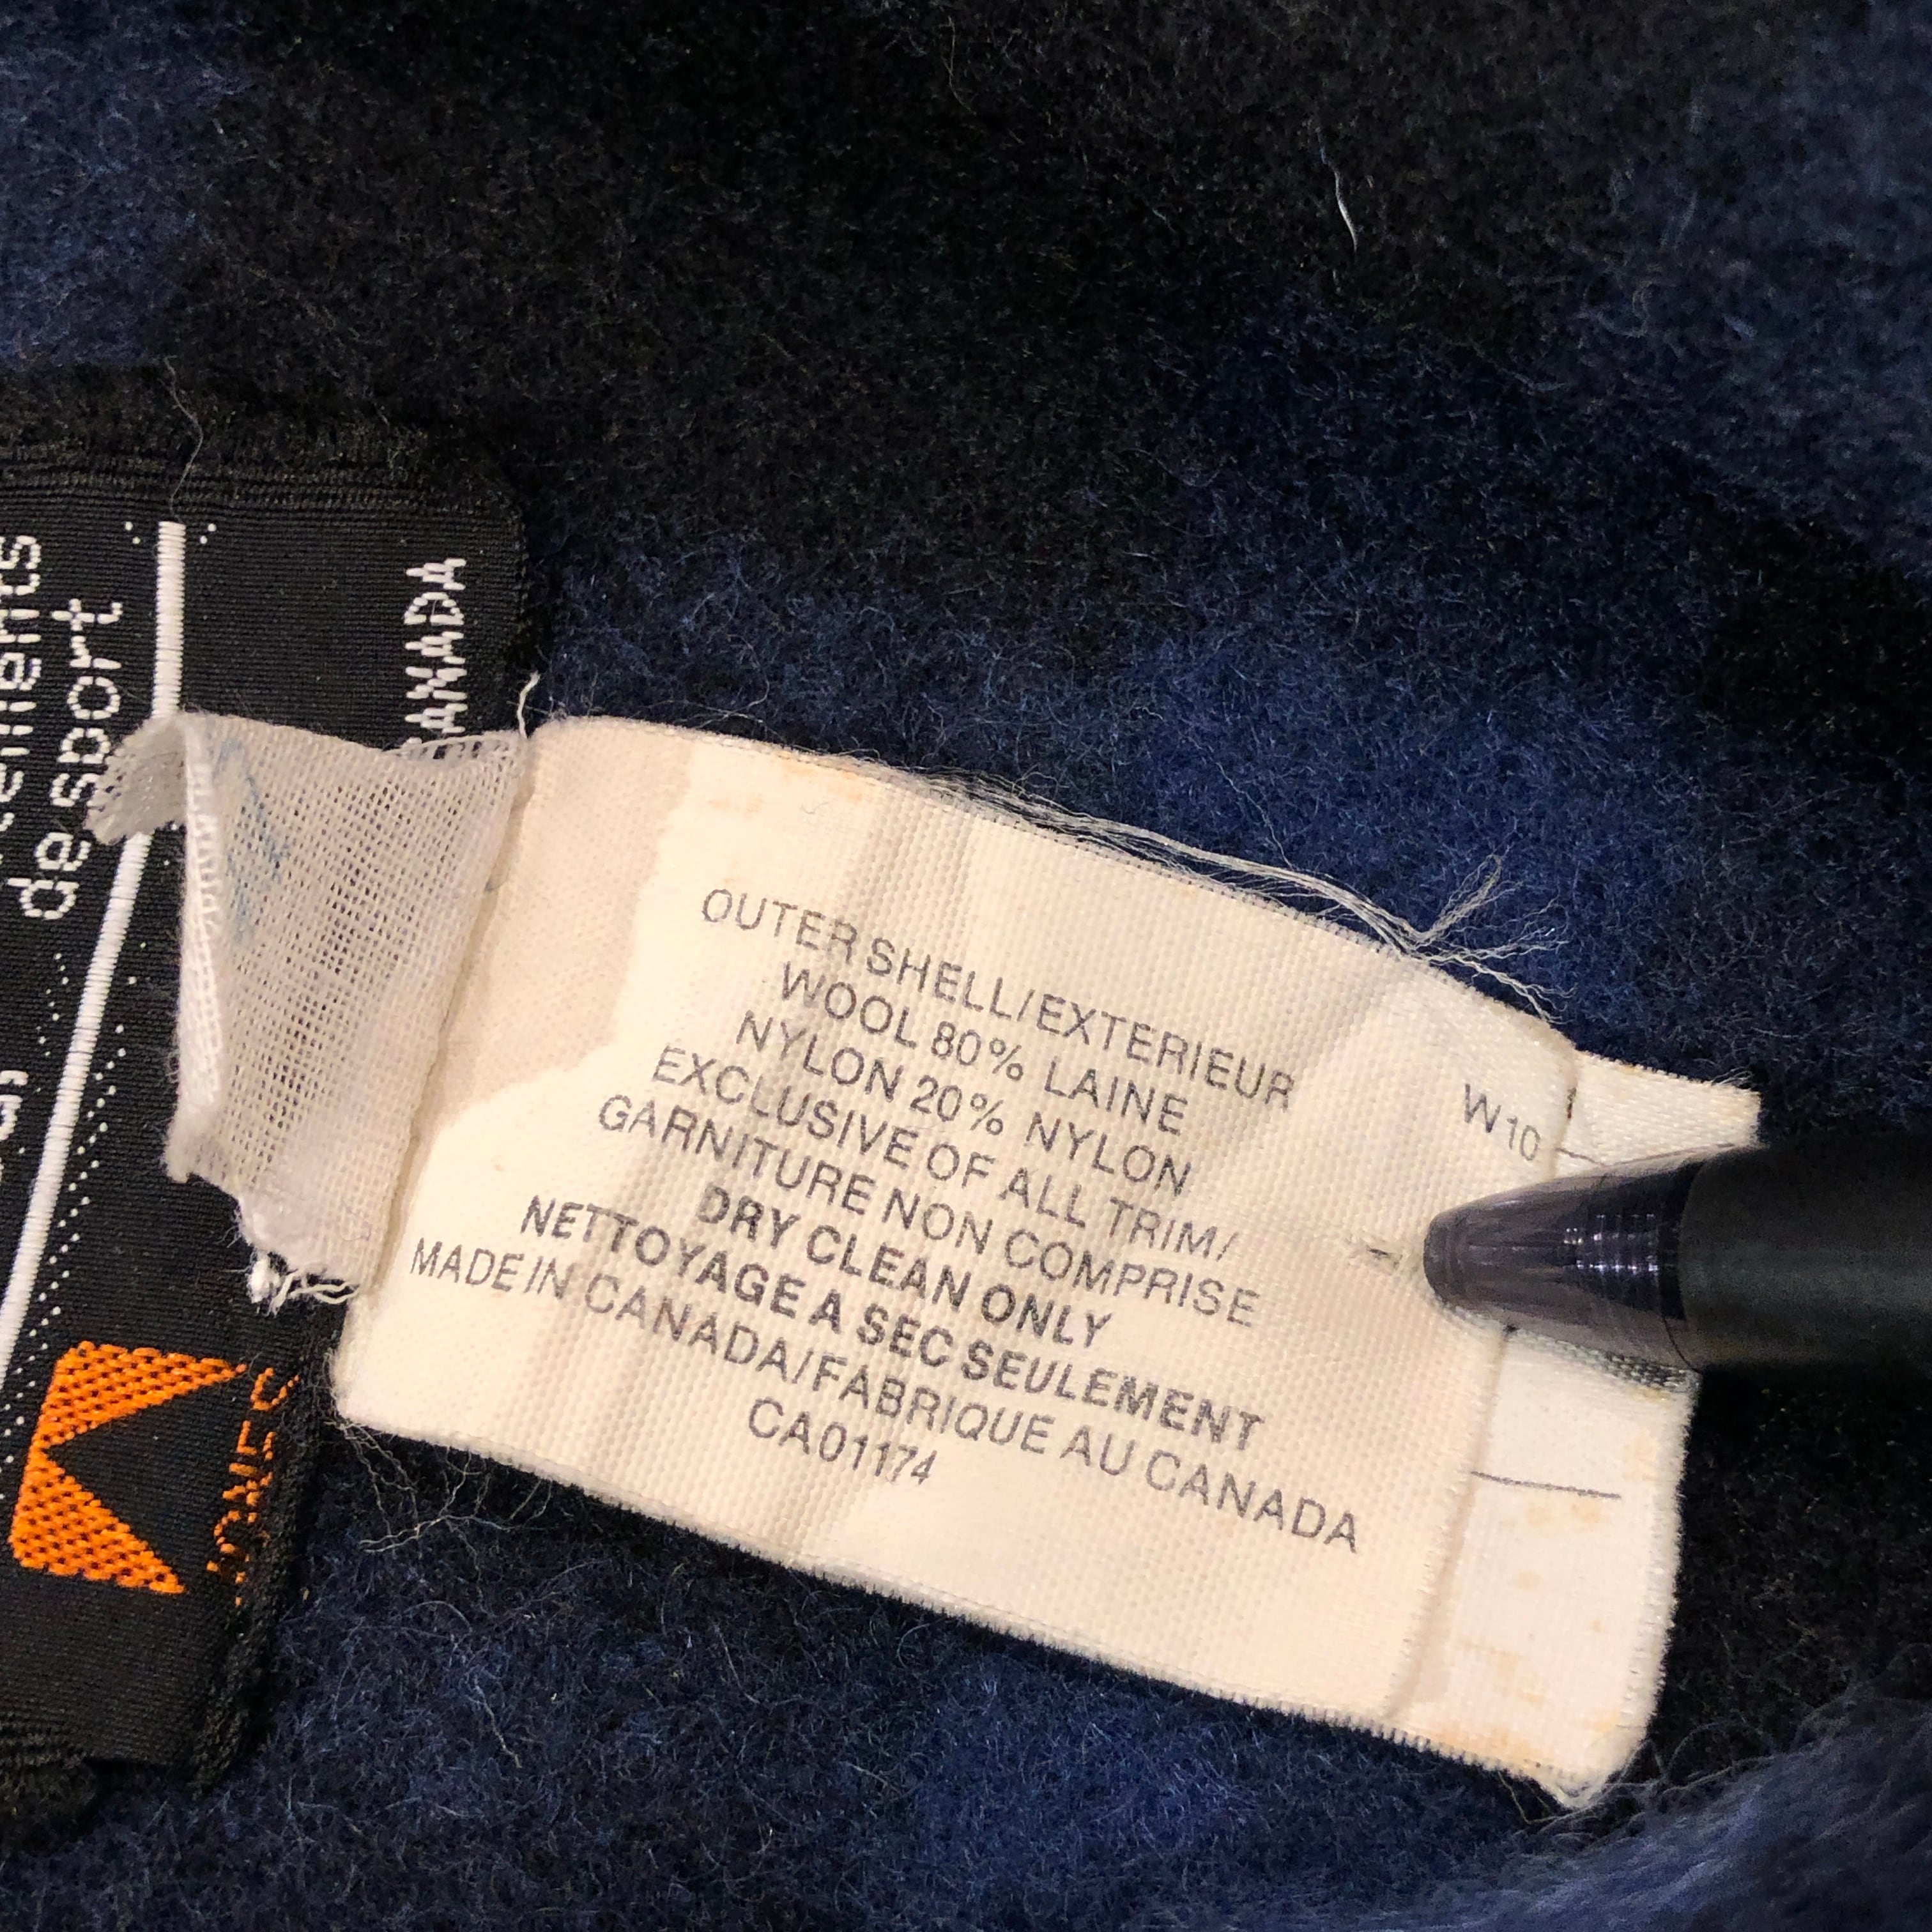 OUTER SHELL/EXTERIEUR
WOOL 80% LAINE
NYLON 20% NYLON
EXCLUSIVE OF ALL TRIM/
GARNITURE NON COMPRISE
DRY CLEAN ONLY
NETTOYAGE A SEC SEULEMENT
MADE IN CANADA/FABRIQUE AU CANADA
CA01174
W10
de sport
CANADA
JONES